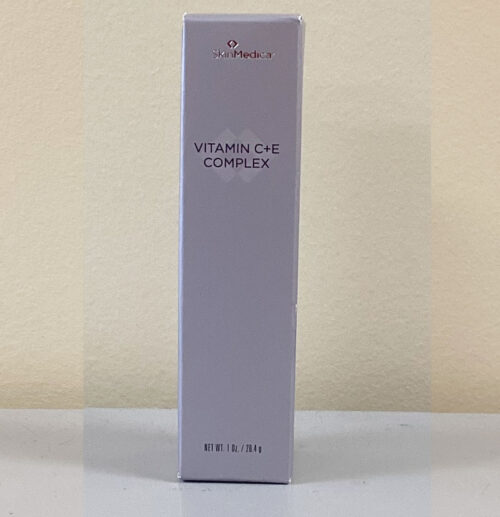 SkinMedica
VITAMIN C+E
COMPLEX
NET WT. 1 Oz. / 28.4 g